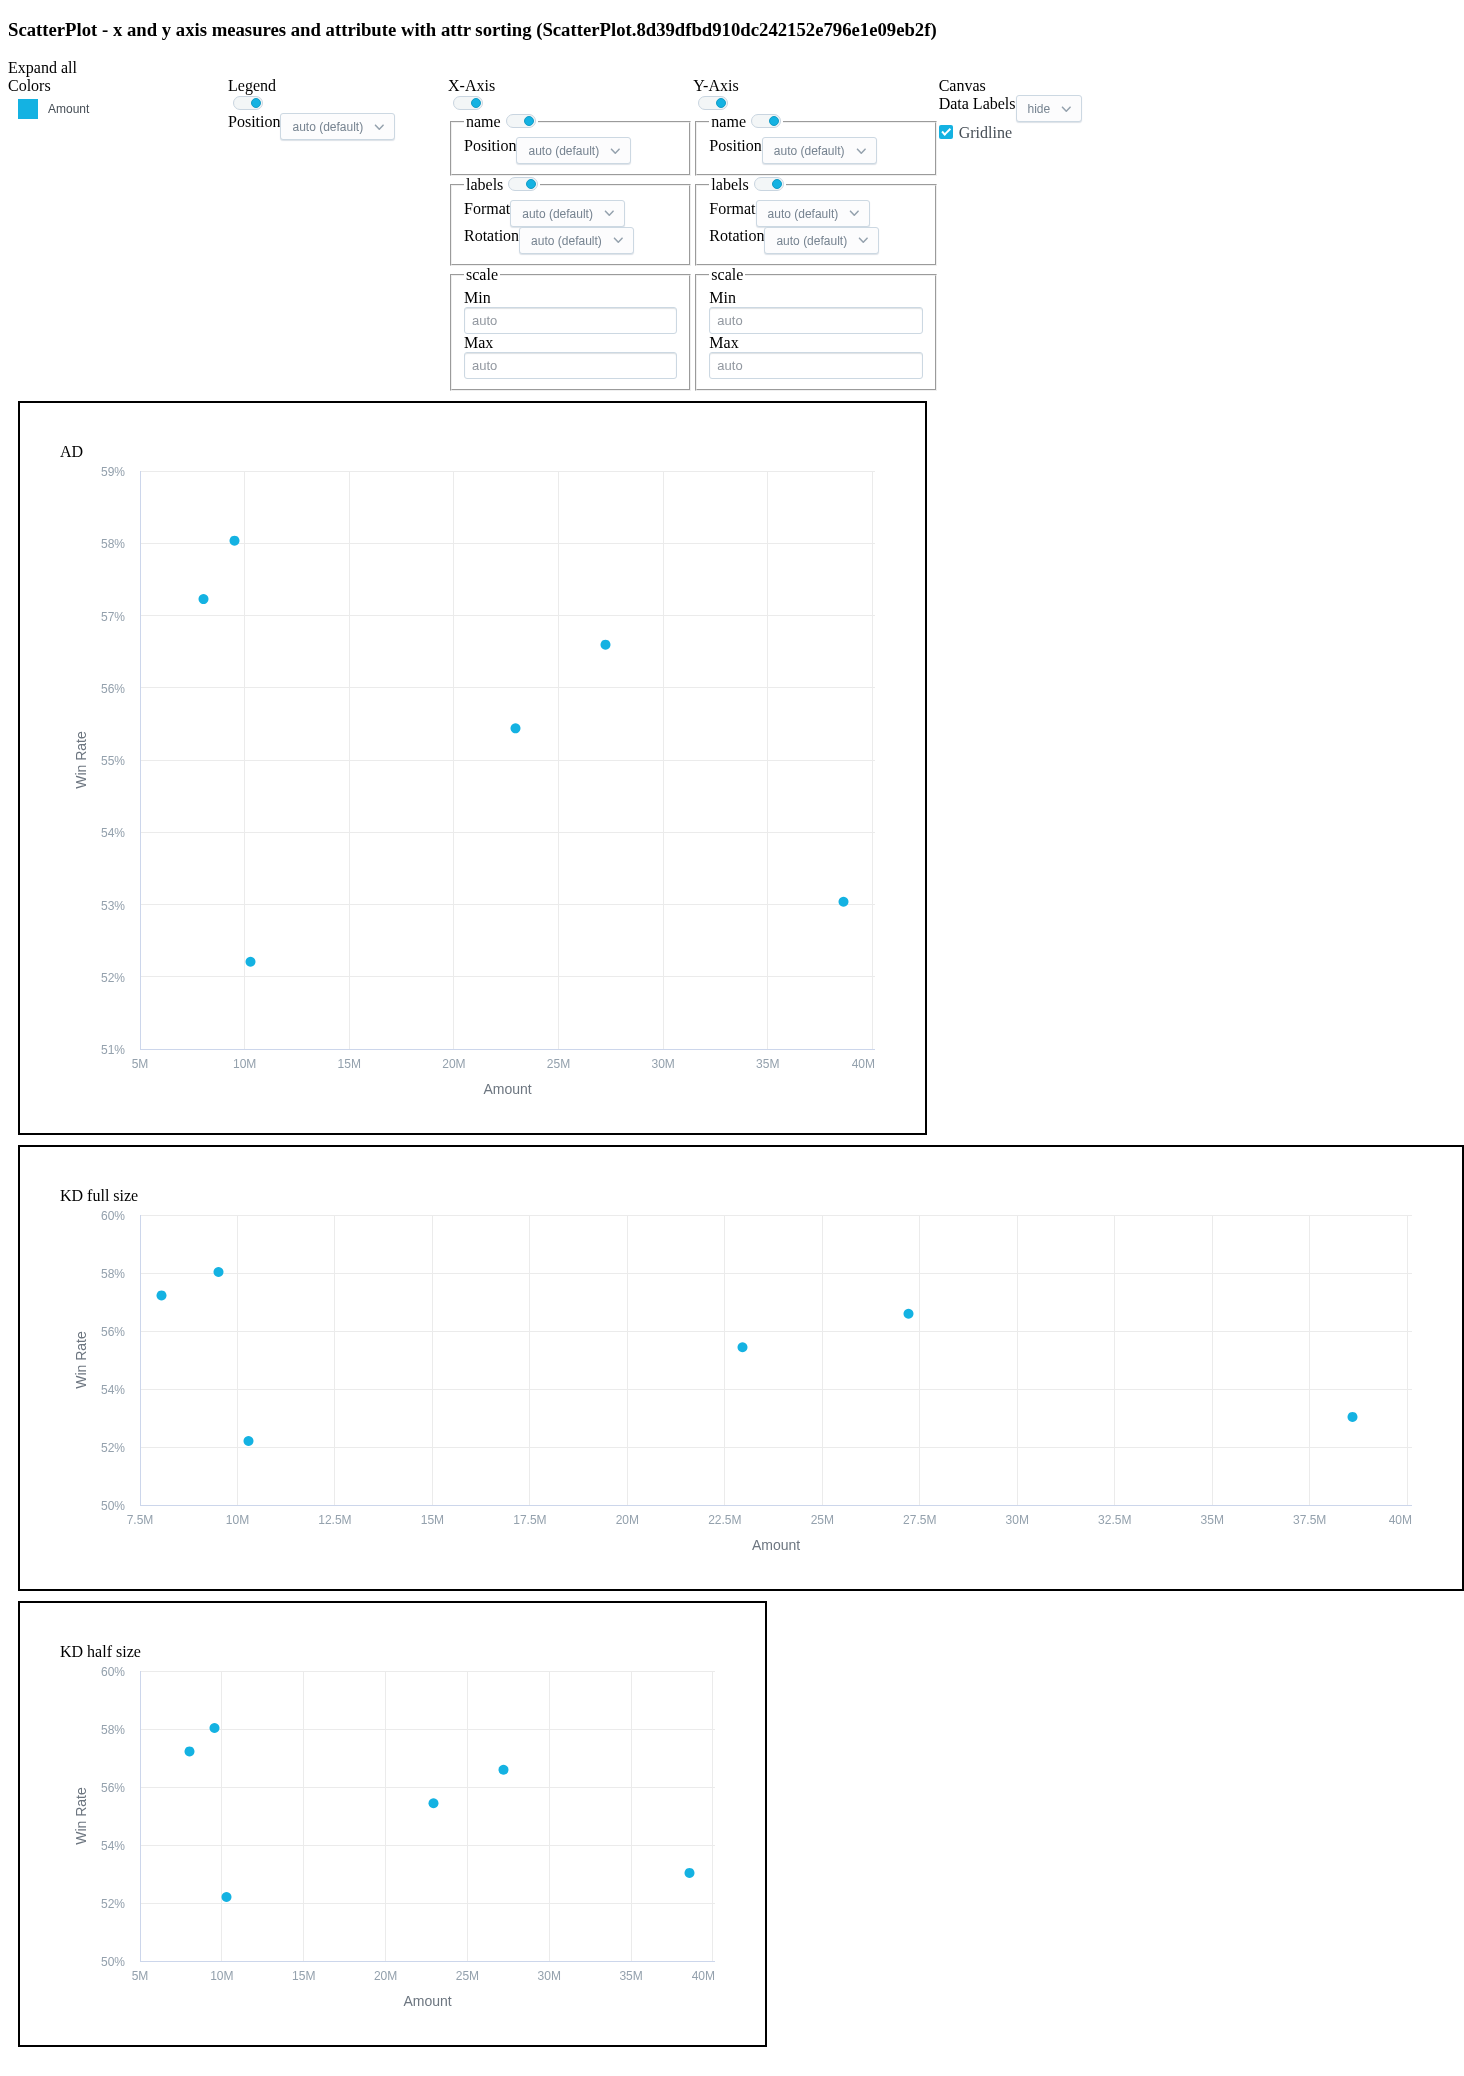 ScatterPlot - x and y axis measures and attribute with attr sorting (ScatterPlot.8d39dfbd910dc242152e796e1e09eb2f)
Expand all
Colors
Amount
Legend
Position auto (default)
X-Axis
name
Position auto (default)
labels
Format auto (default)
Rotation auto (default)
scale
Min
auto
Max
auto
Y-Axis
name
Position auto (default)
labels
Format auto (default)
Rotation auto (default)
scale
Min
auto
Max
auto
Canvas
Data Labels hide
Gridline
AD
59%
58%
57%
56%
55%
54%
53%
52%
51%
Win Rate
5M 10M 15M 20M 25M 30M 35M 40M
Amount
KD full size
60%
58%
56%
54%
52%
50%
Win Rate
7.5M 10M 12.5M 15M 17.5M 20M 22.5M 25M 27.5M 30M 32.5M 35M 37.5M 40M
Amount
KD half size
60%
58%
56%
54%
52%
50%
Win Rate
5M 10M 15M 20M 25M 30M 35M 40M
Amount